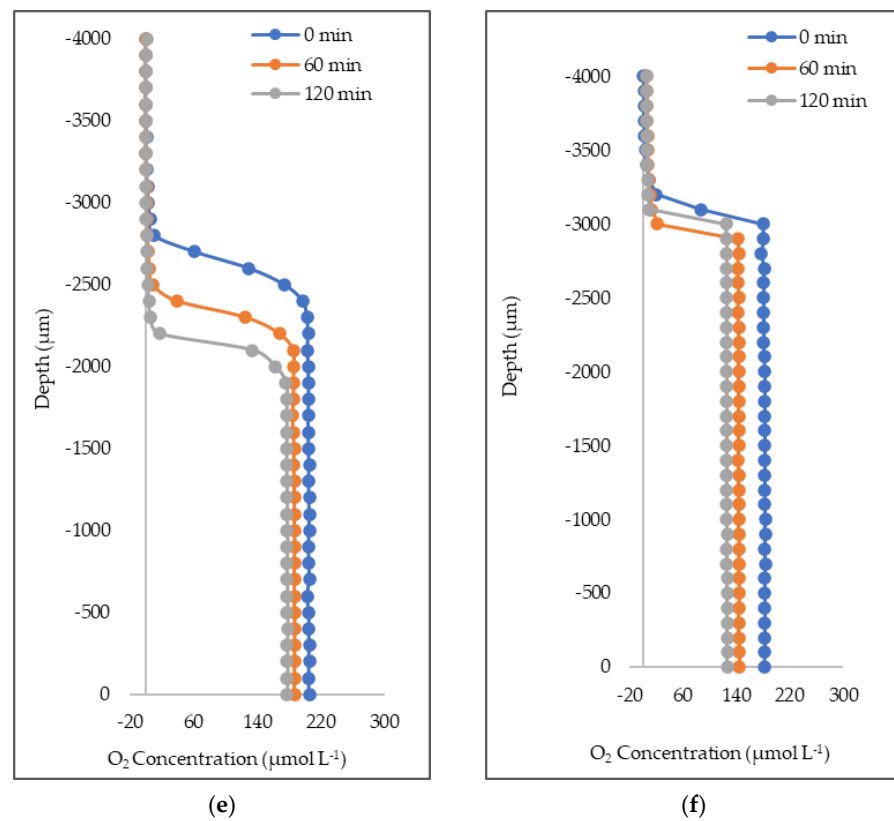 -4000
-3500
-3000
-2500
-2000
-1500
-1000
-500
0
-20 60 140 220 300
Depth (µm)
O2 Concentration (µmol L-1)
0 min
60 min
120 min
(e)
-4000
-3500
-3000
-2500
-2000
-1500
-1000
-500
0
-20 60 140 220 300
Depth (µm)
O2 Concentration (µmol L-1)
0 min
60 min
120 min
(f)